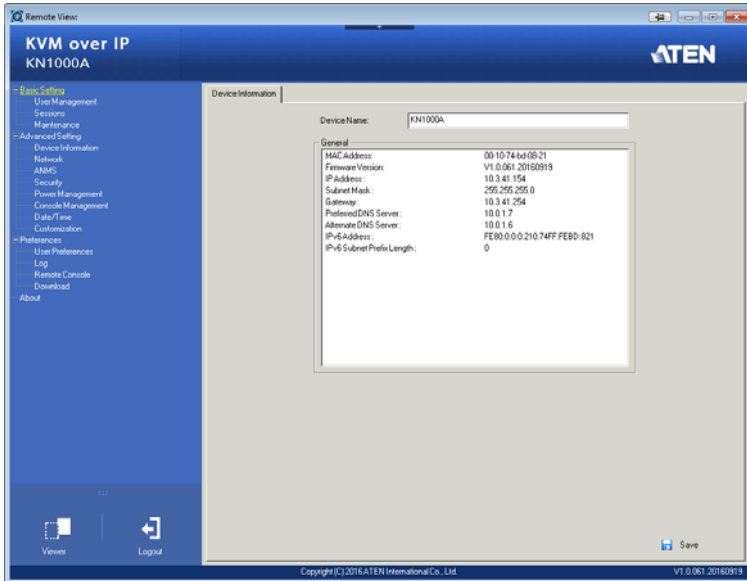 Remote View:
KVM over IP
KN1000A
ATEN
Basic Setting
User Management
Sessions
Maintenance
Advanced Setting
Device Information
Network
ANMS
Security
Power Management
Console Management
Date/Time
Customization
Preferences
User Preferences
Log
Remote Console
Download
About
Viewer
Logout
Device Information
Device Name: KN1000A
General
MAC Address: 00-10-74-bd-08-21
Firmware Version: V1.0.061.20160919
IP Address: 10.3.41.154
Subnet Mask: 255.255.255.0
Gateway: 10.3.41.254
Preferred DNS Server: 10.0.1.7
Alternate DNS Server: 10.0.1.6
IPv6 Address: FE80:0:0:0:210:74FF:FEBD:821
IPv6 Subnet Prefix Length: 0
Save
Copyright (C) 2016 ATEN International Co., Ltd.
V1.0.061.20160919